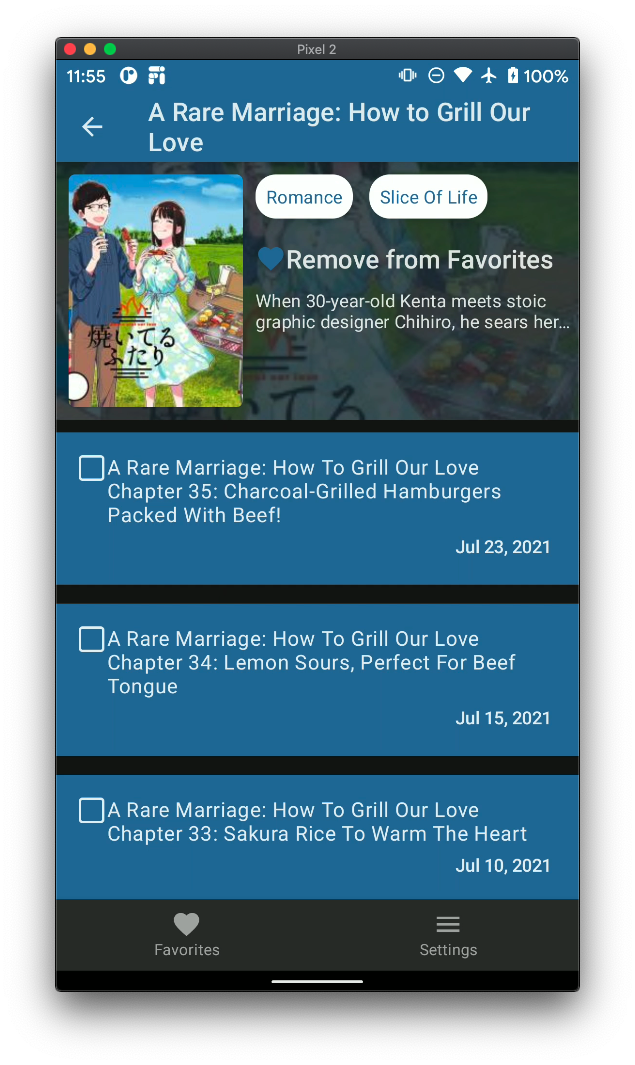 Pixel 2
11:55
100%
A Rare Marriage: How to Grill Our
Love
Romance
Slice Of Life
Remove from Favorites
When 30-year-old Kenta meets stoic
graphic designer Chihiro, he sears her…
焼いてる
ふたり
A Rare Marriage: How To Grill Our Love
Chapter 35: Charcoal-Grilled Hamburgers
Packed With Beef!
Jul 23, 2021
A Rare Marriage: How To Grill Our Love
Chapter 34: Lemon Sours, Perfect For Beef
Tongue
Jul 15, 2021
A Rare Marriage: How To Grill Our Love
Chapter 33: Sakura Rice To Warm The Heart
Jul 10, 2021
Favorites
Settings